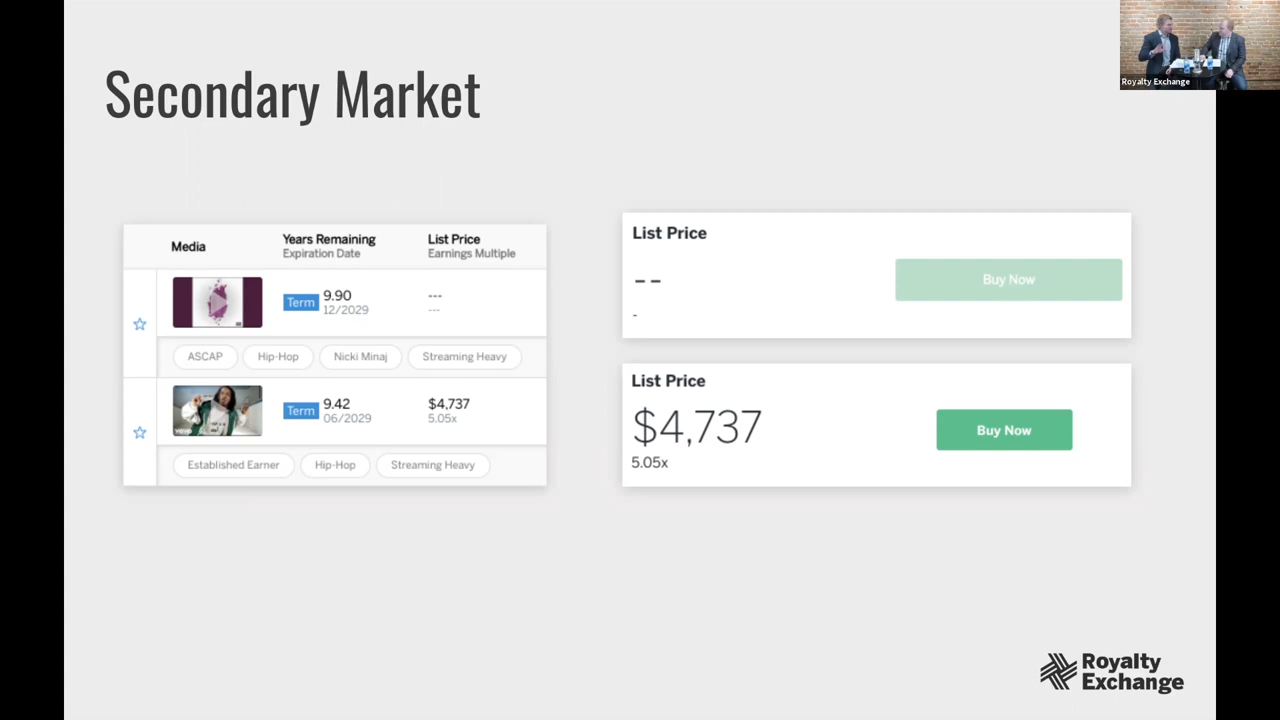 Royalty Exchange
Secondary Market
Media
Years Remaining
Expiration Date
List Price
Earnings Multiple
Term
9.90
12/2029
---
---
ASCAP
Hip-Hop
Nicki Minaj
Streaming Heavy
Term
9.42
06/2029
$4,737
5.05x
Established Earner
Hip-Hop
Streaming Heavy
List Price
--
-
Buy Now
List Price
$4,737
5.05x
Buy Now
Royalty
Exchange